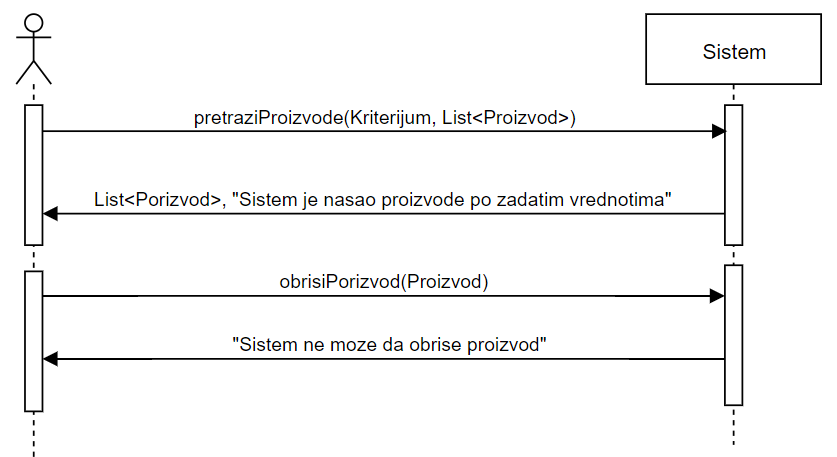 Sistem
pretraziProizvode(Kriterijum, List<Proizvod>)
List<Porizvod>, "Sistem je nasao proizvode po zadatim vrednotima"
obrisiPorizvod(Proizvod)
"Sistem ne moze da obrise proizvod"